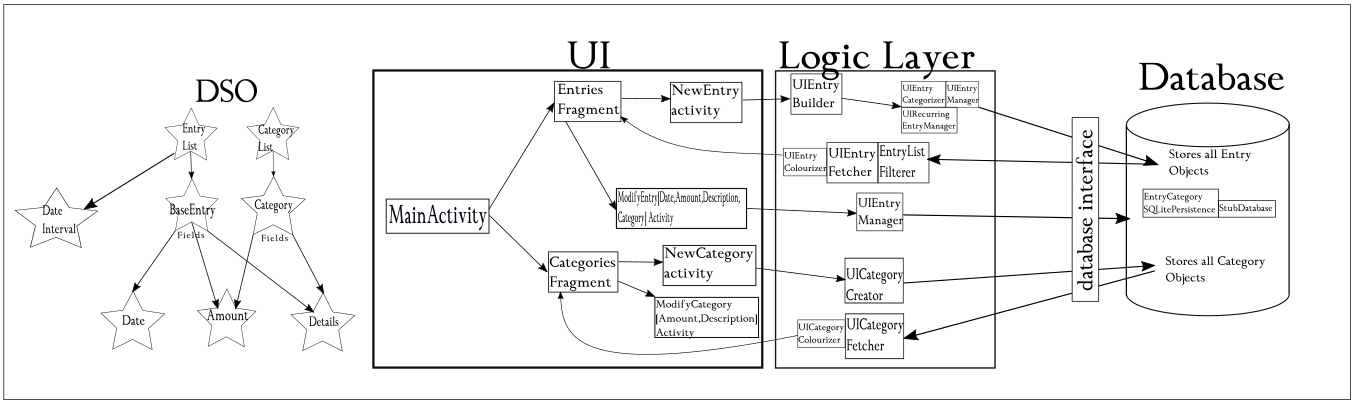 DSO
Entry
List
Category
List
Date
Interval
BaseEntry
Fields
Category
Fields
Date
Amount
Details
UI
MainActivity
Entries
Fragment
NewEntry
activity
ModifyEntry|Date,Amount,Description,
Category| Activity
Categories
Fragment
NewCategory
activity
ModifyCategory
|Amount,Description|
Activity
Logic Layer
UIEntry
Builder
UIEntry
Categorizer
UIEntry
Manager
UIRecurring
EntryManager
UIEntry
Colourizer
UIEntry
Fetcher
EntryList
Filterer
UIEntry
Manager
UICategory
Creator
UICategory
Colourizer
UICategory
Fetcher
database interface
Database
Stores all Entry
Objects
EntryCategory
SQLitePersistence
StubDatabase
Stores all Category
Objects